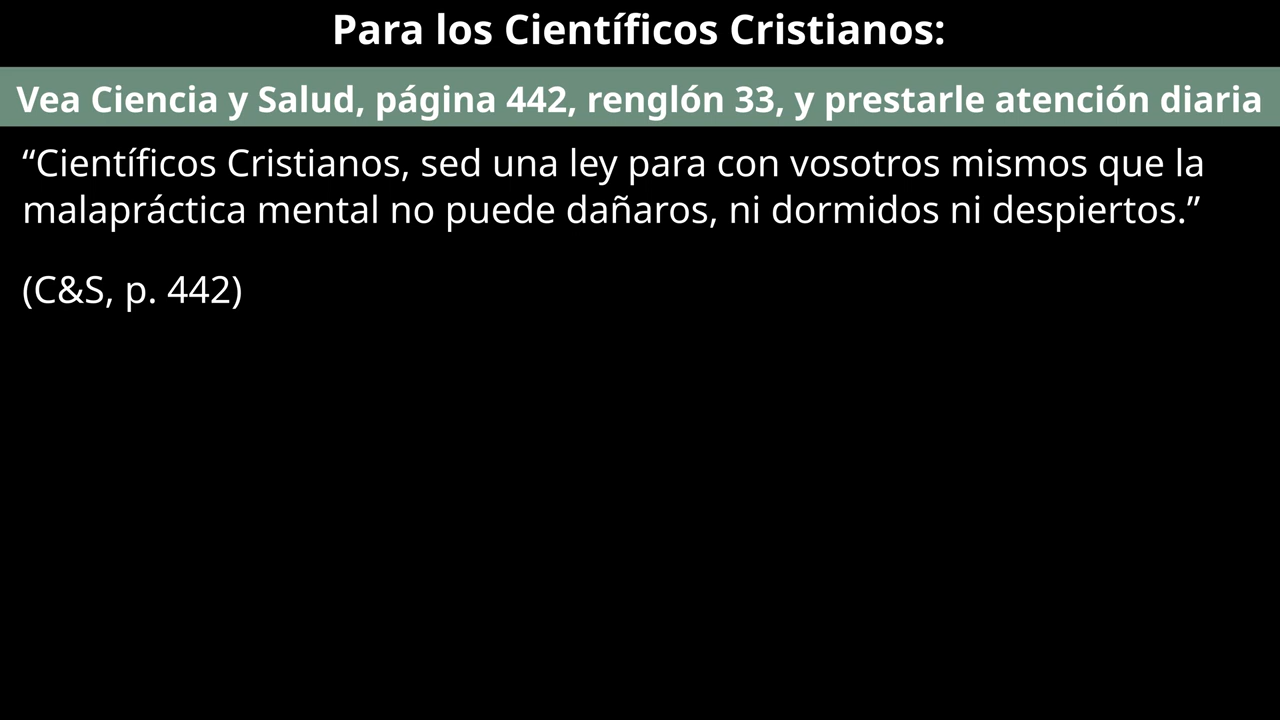 Para los Científicos Cristianos:
Vea Ciencia y Salud, página 442, renglón 33, y prestarle atención diaria
“Científicos Cristianos, sed una ley para con vosotros mismos que la
malapráctica mental no puede dañaros, ni dormidos ni despiertos.”
(C&S, p. 442)